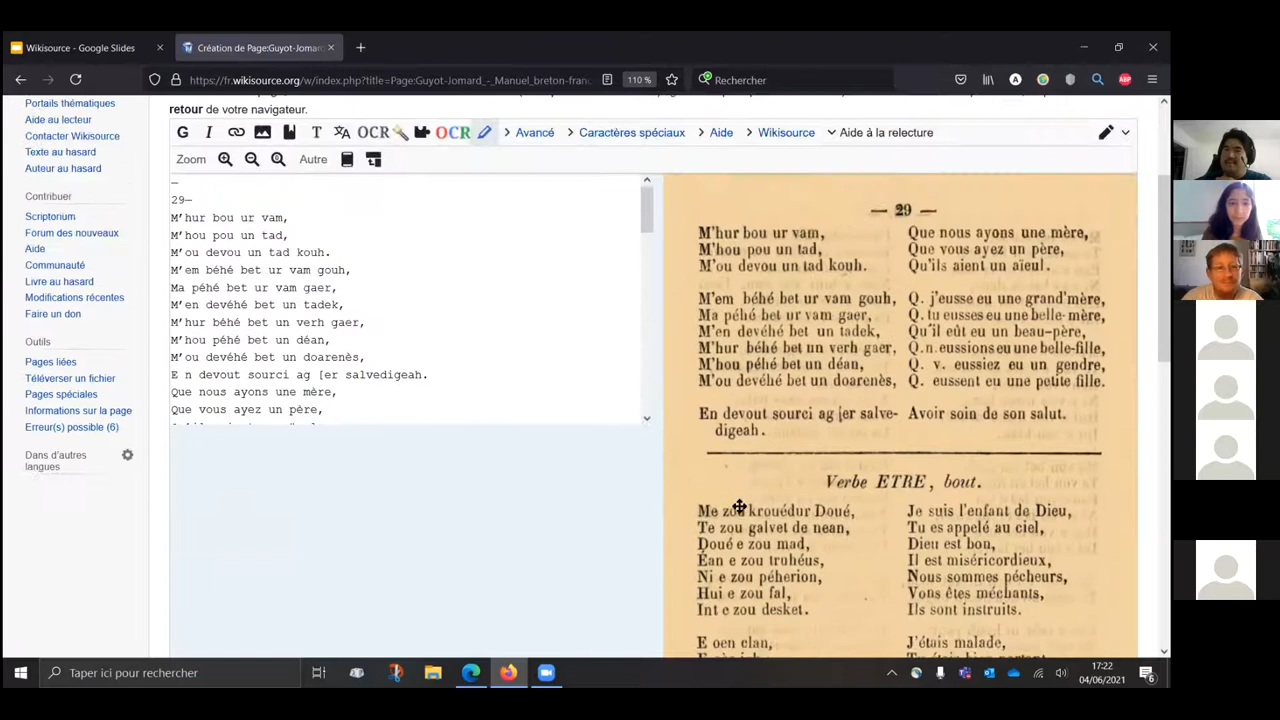 Wikisource - Google Slides
Création de Page:Guyot-Jomard
https://fr.wikisource.org/w/index.php?title=Page:Guyot-Jomard_-_Manuel_breton-fran
110 %
Rechercher
Portails thématiques
Aide au lecteur
Contacter Wikisource
Texte au hasard
Auteur au hasard
Contribuer
Scriptorium
Forum des nouveaux
Aide
Communauté
Livre au hasard
Modifications récentes
Faire un don
Outils
Pages liées
Téléverser un fichier
Pages spéciales
Informations sur la page
Erreur(s) possible (6)
Dans d'autres
langues
retour de votre navigateur.
G I T OCR OCR Avancé Caractères spéciaux Aide Wikisource Aide à la relecture
Zoom Autre
—
29—
M’hur bou ur vam,
M’hou pou un tad,
M’ou devou un tad kouh.
M’em béhé bet ur vam gouh,
Ma péhé bet ur vam gaer,
M’en devéhé bet un tadek,
M’hur bêhé bet un verh gaer,
M’hou péhé bet un déan,
M’ou devéhé bet un doarenès,
E n devout sourci ag [er salvedigeah.
Que nous ayons une mère,
Que vous ayez un père,
— 29 —
M'hur bou ur vam,
M'hou pou un tad,
M'ou devou un tad kouh.
M'em béhé bet ur vam gouh,
Ma péhé bet ur vam gaer,
M'en devéhé bet un tadek,
M'hur béhé bet un verh gaer,
M'hou péhé bet un déan,
M'ou devéhé bet un doarenès,
En devout sourci ag [er salve-
digeah.
Que nous ayons une mère,
Que vous ayez un père,
Qu'ils aient un aïeul.
Q. j'eusse eu une grand'mère,
Q. tu eusses eu une belle-mère,
Qu'il eût eu un beau-père,
Q.n. eussions eu une belle-fille,
Q. v. eussiez eu un gendre,
Q. eussent eu une petite fille.
Avoir soin de son salut.
Verbe ETRE, bout.
Me zou krouédur Doué,
Te zou galvet de nean,
Doué e zou mad,
Éan e zou truhéus,
Ni e zou péherion,
Hui e zou fal,
Int e zou desket.
E oen clan,
Je suis l'enfant de Dieu,
Tu es appelé au ciel,
Dieu est bon,
Il est miséricordieux,
Nous sommes pécheurs,
Vous êtes méchants,
Ils sont instruits.
J'étais malade,
Taper ici pour rechercher
17:22
04/06/2021
6
A
ABP